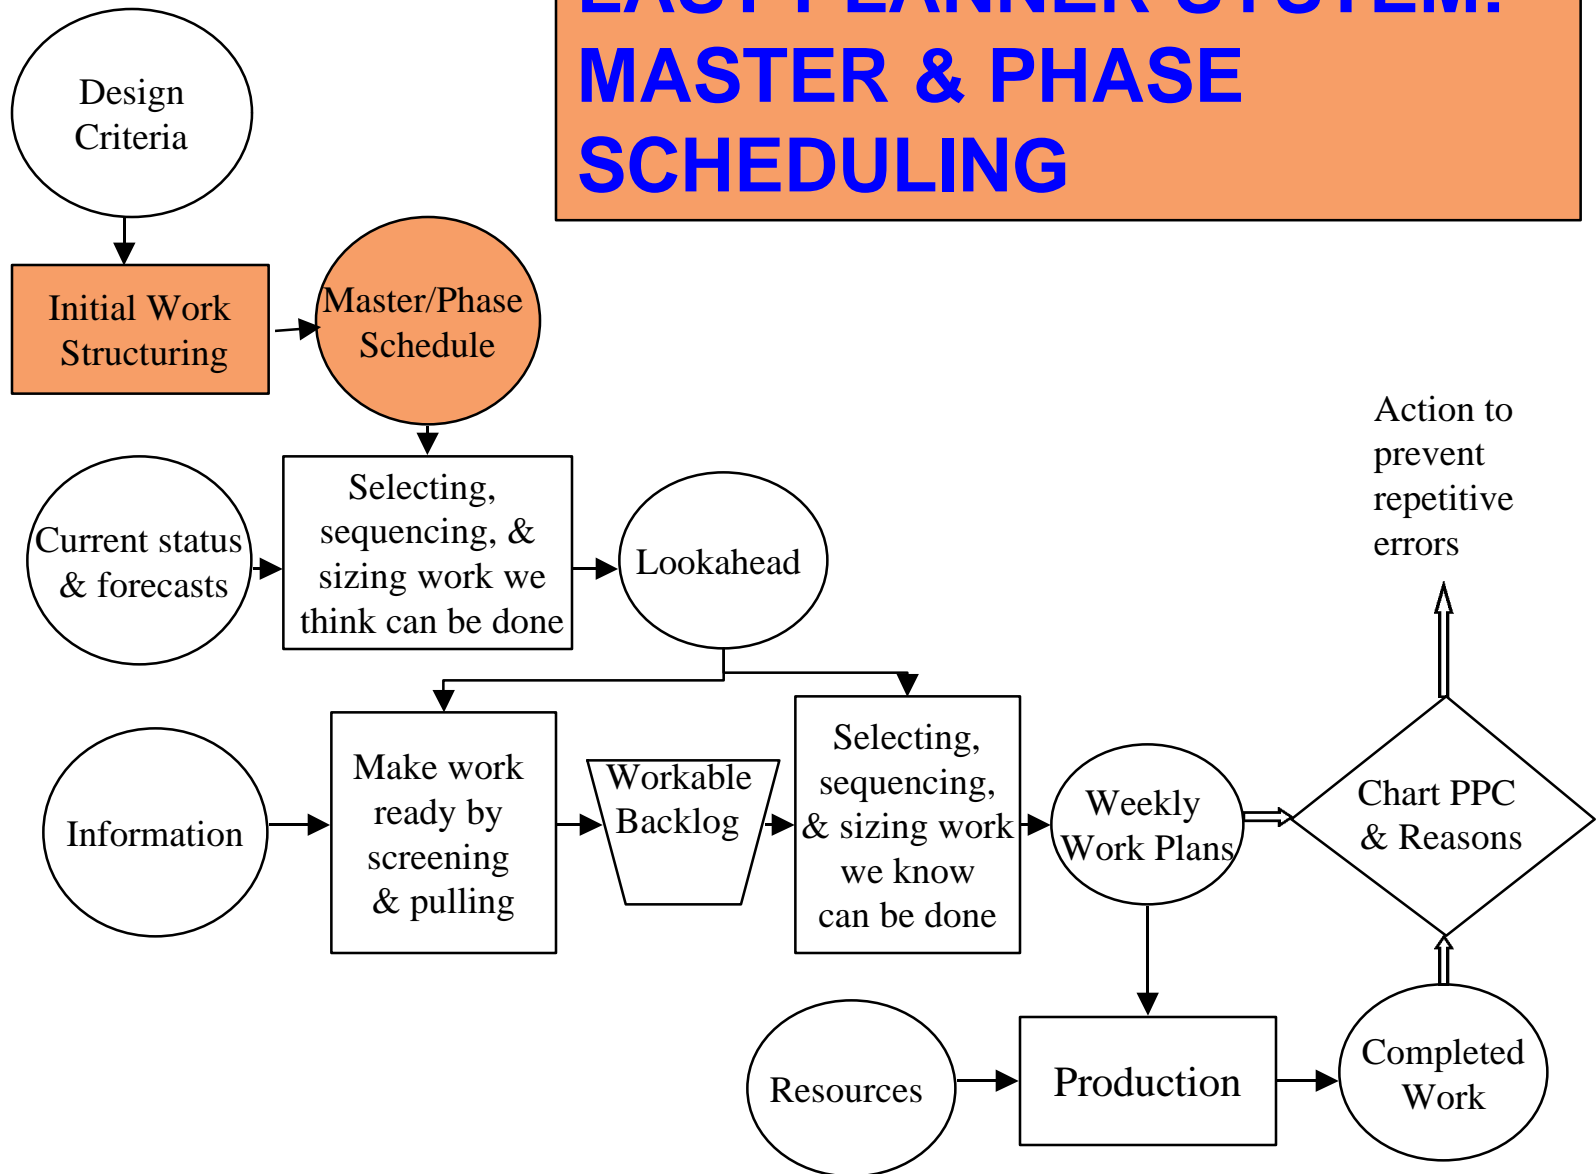 LAST PLANNER SYSTEM:
MASTER & PHASE
SCHEDULING
Design
Criteria
Initial Work
Structuring
Master/Phase
Schedule
Action to
prevent
repetitive
errors
Current status
& forecasts
Selecting,
sequencing, &
sizing work we
think can be done
Lookahead
Information
Make work
ready by
screening
& pulling
Workable
Backlog
Selecting,
sequencing,
& sizing work
we know
can be done
Weekly
Work Plans
Chart PPC
& Reasons
Resources
Production
Completed
Work